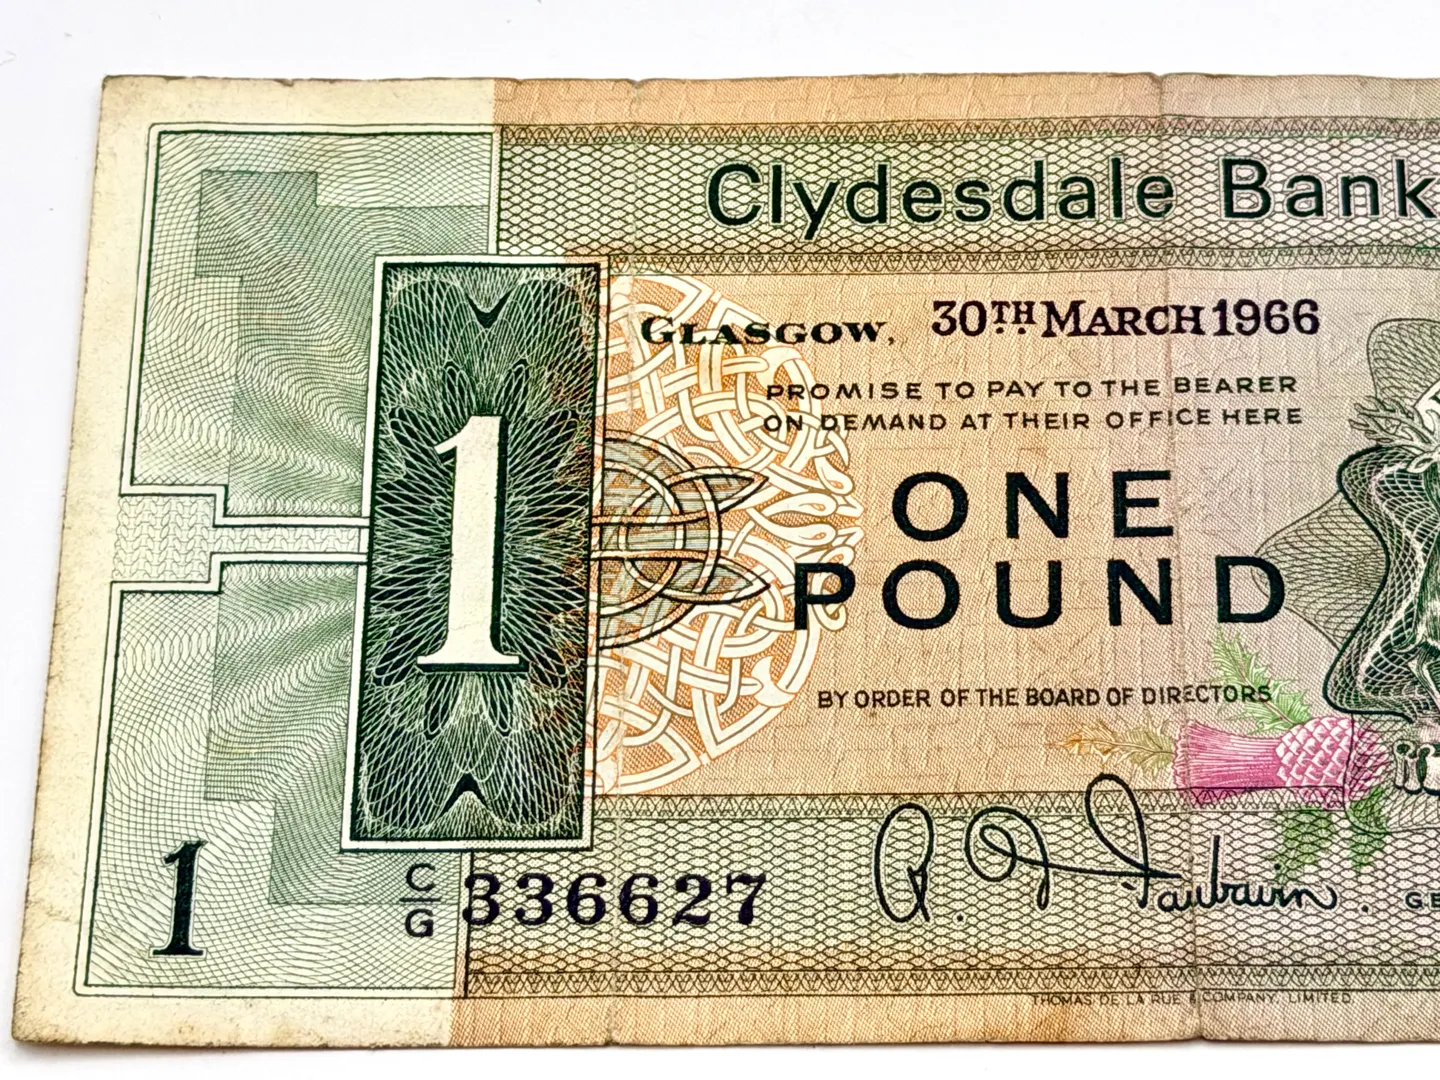 Clydesdale Bank
GLASGOW, 30TH MARCH 1966
PROMISE TO PAY TO THE BEARER
ON DEMAND AT THEIR OFFICE HERE
1
ONE
POUND
BY ORDER OF THE BOARD OF DIRECTORS
1
C/G 336627
R. D. Fairbairn.
THOMAS DE LA RUE & COMPANY, LIMITED.